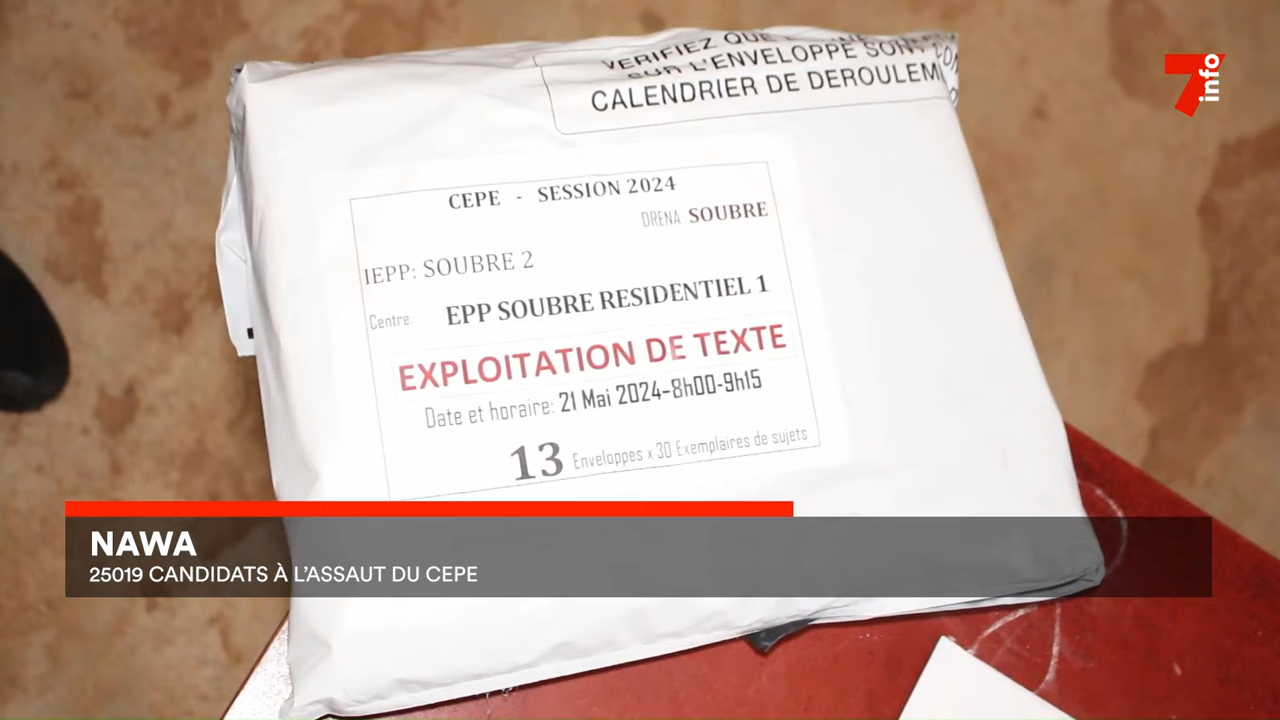 VERIFIEZ QUE
SUR L'ENVELOPPE SONT
CALENDRIER DE DEROULEM
7info
CEPE - SESSION 2024
DRENA SOUBRE
IEPP: SOUBRE 2
Centre: EPP SOUBRE RESIDENTIEL 1
EXPLOITATION DE TEXTE
Date et horaire: 21 Mai 2024-8h00-9h15
13 Enveloppes x 30 Exemplaires de sujets
NAWA
25019 CANDIDATS À L'ASSAUT DU CEPE